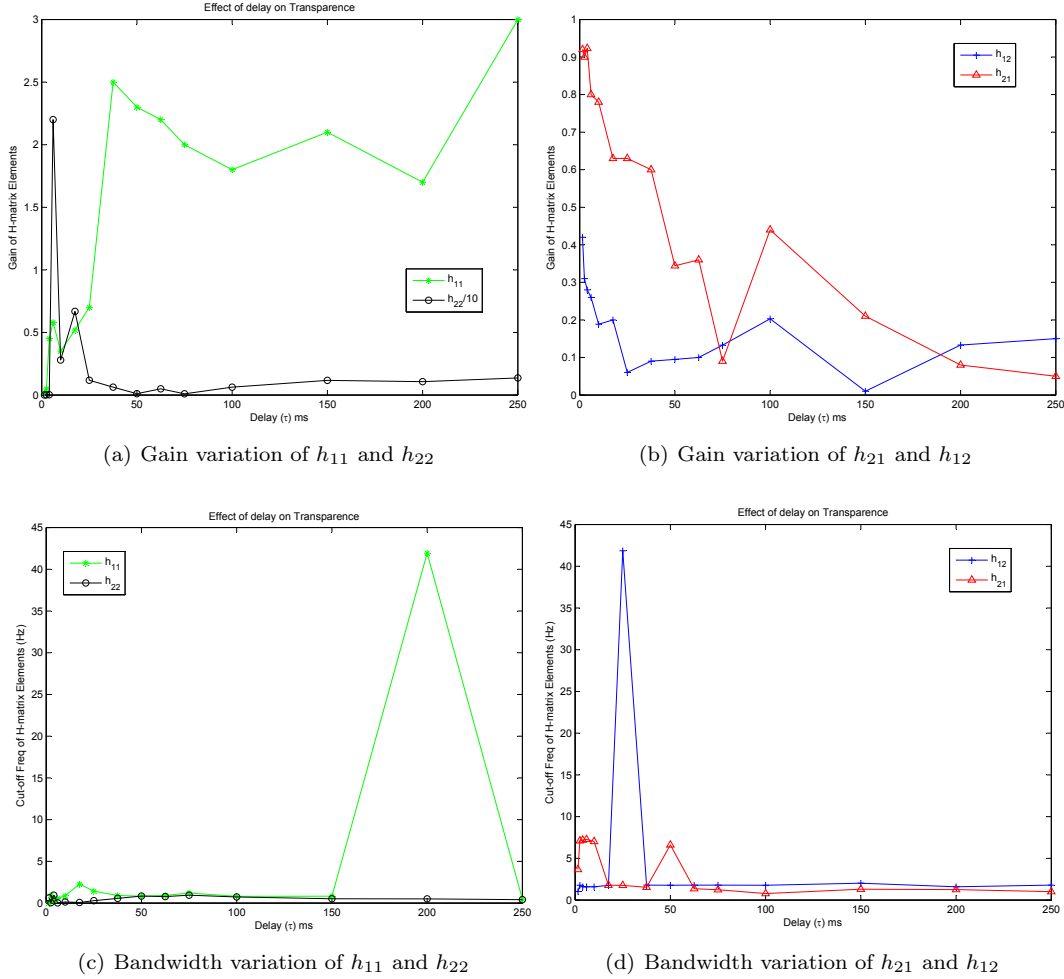 Effect of delay on Transparence
3
2.5
2
1.5
1
0.5
0
Gain of H-matrix Elements
h11
h22/10
0 50 100 150 200 250
Delay (τ) ms
(a) Gain variation of h11 and h22
1
0.9
0.8
0.7
0.6
0.5
0.4
0.3
0.2
0.1
0
Gain of H-matrix Elements
h12
h21
0 50 100 150 200 250
Delay (τ) ms
(b) Gain variation of h21 and h12
Effect of delay on Transparence
45
40
35
30
25
20
15
10
5
0
Cut-off Freq of H-matrix Elements (Hz)
h11
h22
0 50 100 150 200 250
Delay (τ) ms
(c) Bandwidth variation of h11 and h22
Effect of delay on Transparence
45
40
35
30
25
20
15
10
5
0
Cut-off Freq of H-matrix Elements (Hz)
h12
h21
0 50 100 150 200 250
Delay (τ) ms
(d) Bandwidth variation of h21 and h12